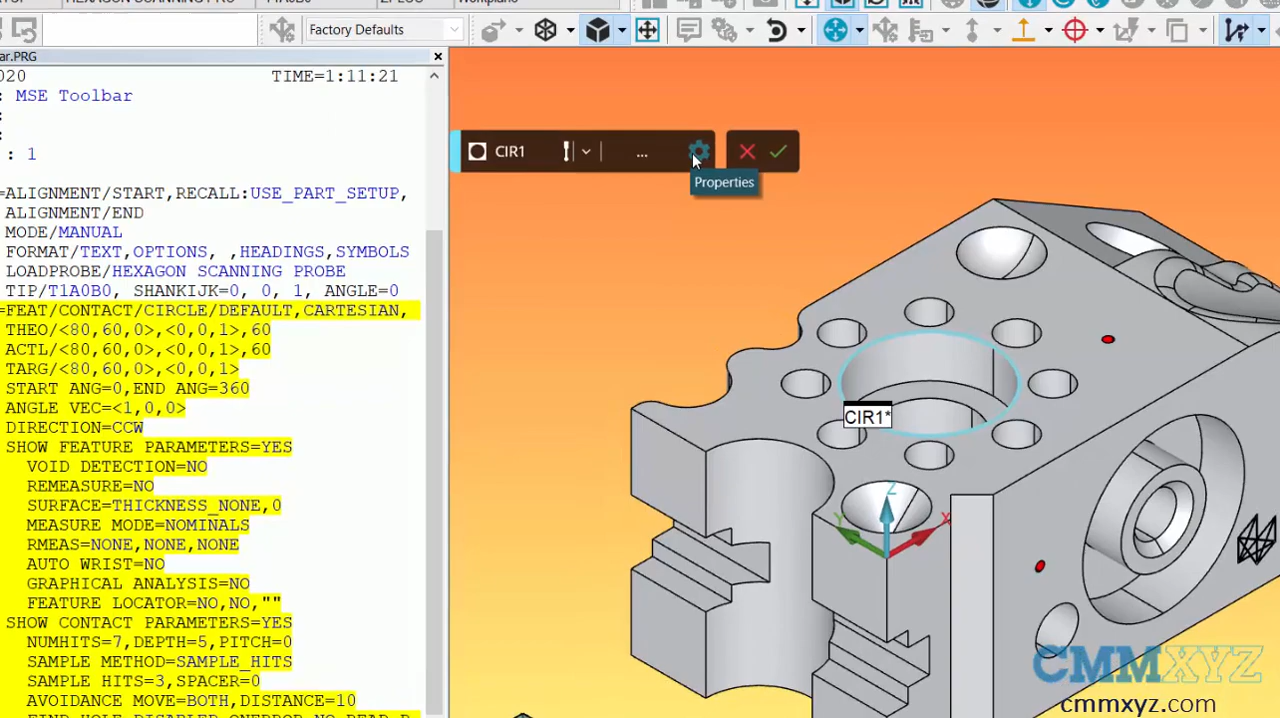 Factory Defaults
ar.PRG
020 TIME=1:11:21
: MSE Toolbar
:
:
: 1
=ALIGNMENT/START,RECALL:USE_PART_SETUP,
ALIGNMENT/END
MODE/MANUAL
FORMAT/TEXT,OPTIONS, ,HEADINGS,SYMBOLS
LOADPROBE/HEXAGON SCANNING PROBE
TIP/T1A0B0, SHANKIJK=0, 0, 1, ANGLE=0
=FEAT/CONTACT/CIRCLE/DEFAULT,CARTESIAN,
THEO/<80,60,0>,<0,0,1>,60
ACTL/<80,60,0>,<0,0,1>,60
TARG/<80,60,0>,<0,0,1>
START ANG=0,END ANG=360
ANGLE VEC=<1,0,0>
DIRECTION=CCW
SHOW FEATURE PARAMETERS=YES
VOID DETECTION=NO
REMEASURE=NO
SURFACE=THICKNESS_NONE,0
MEASURE MODE=NOMINALS
RMEAS=NONE,NONE,NONE
AUTO WRIST=NO
GRAPHICAL ANALYSIS=NO
FEATURE LOCATOR=NO,NO,""
SHOW CONTACT PARAMETERS=YES
NUMHITS=7,DEPTH=5,PITCH=0
SAMPLE METHOD=SAMPLE_HITS
SAMPLE HITS=3,SPACER=0
AVOIDANCE MOVE=BOTH,DISTANCE=10
CIR1 ...
Properties
CIR1*
Z
Y X
CMMXYZ
cmmxyz.com